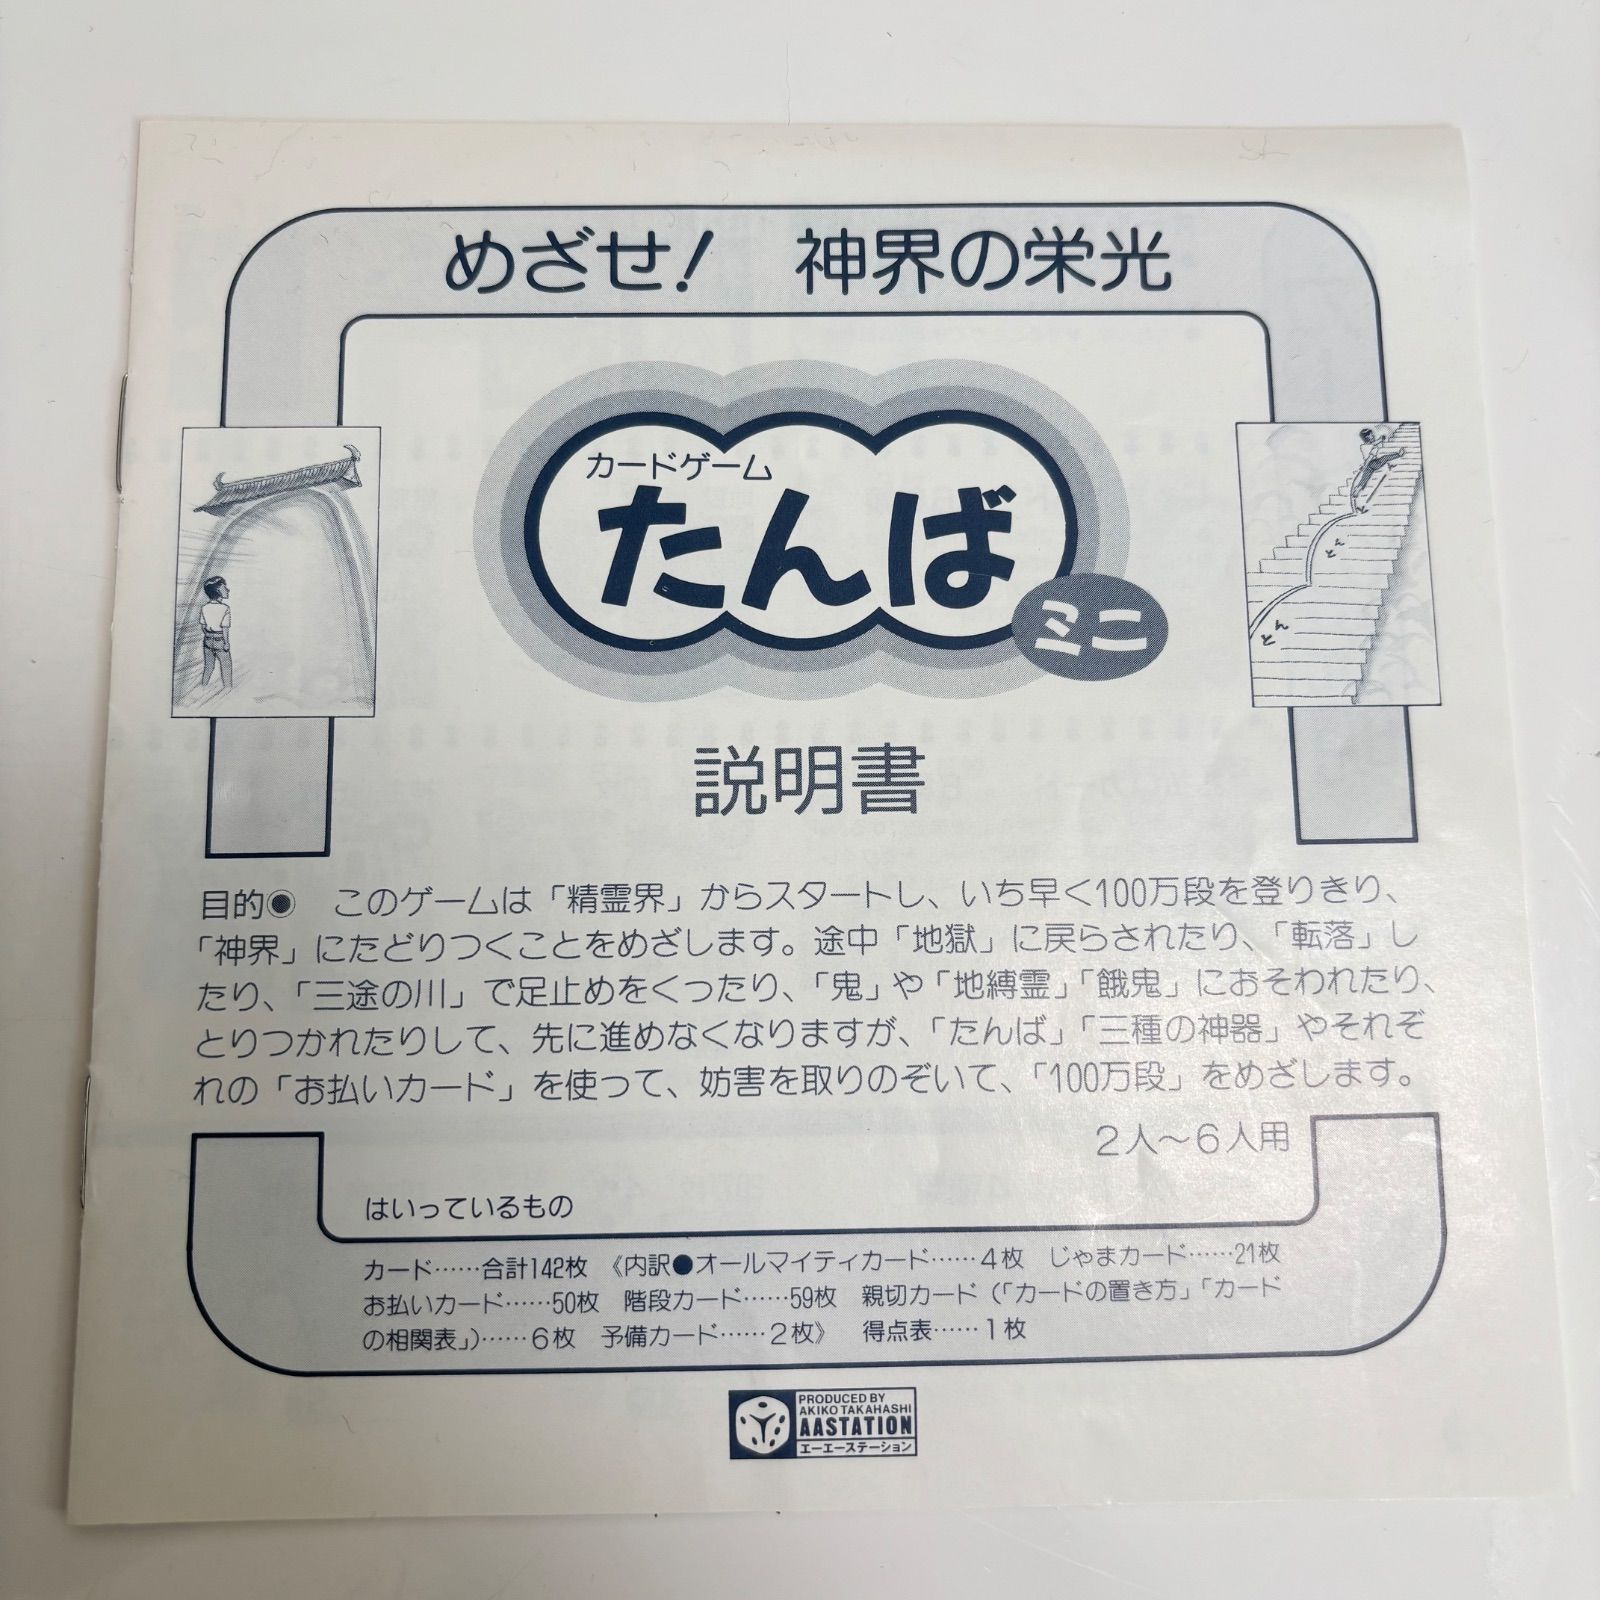 めざせ! 神界の栄光
カードゲーム
たんば
ミニ
とんとん
とんとん
説明書
目的◉ このゲームは「精霊界」からスタートし、いち早く100万段を登りきり、
「神界」にたどりつくことをめざします。途中「地獄」に戻らされたり、「転落」し
たり、「三途の川」で足止めをくったり、「鬼」や「地縛霊」「餓鬼」におそわれたり、
とりつかれたりして、先に進めなくなりますが、「たんば」「三種の神器」やそれぞ
れの「お払いカード」を使って、妨害を取りのぞいて、「100万段」をめざします。
2人〜6人用
はいっているもの
カード……合計142枚 《内訳●オールマイティカード……4枚 じゃまカード……21枚
お払いカード……50枚 階段カード……59枚 親切カード(「カードの置き方」「カード
の相関表」)……6枚 予備カード……2枚》 得点表……1枚
PRODUCED BY
AKIKO TAKAHASHI
AASTATION
エーエーステーション